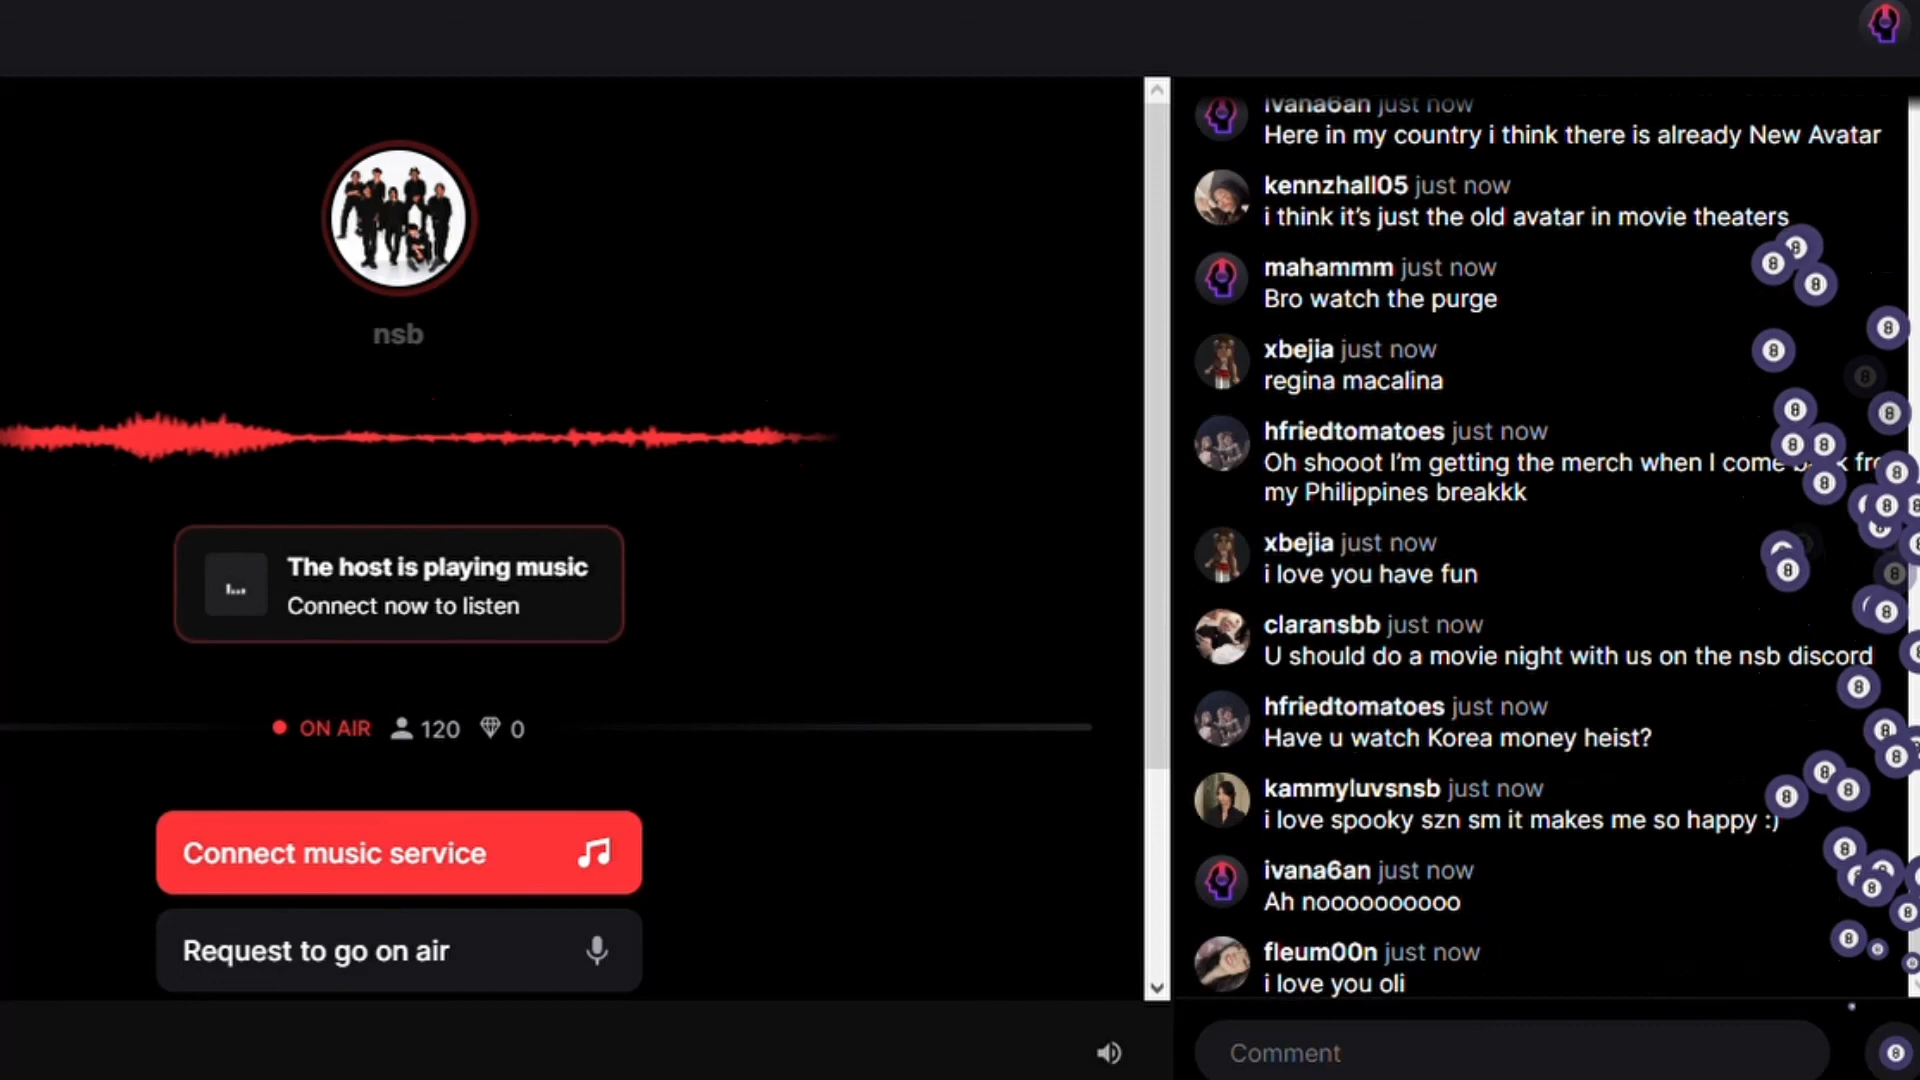 nsb
The host is playing music
Connect now to listen
ON AIR 120 0
Connect music service
Request to go on air
ivana6an just now
Here in my country i think there is already New Avatar
kennzhall05 just now
i think it's just the old avatar in movie theaters
mahammm just now
Bro watch the purge
xbejia just now
regina macalina
hfriedtomatoes just now
Oh shooot I'm getting the merch when I come
my Philippines breakkk
xbejia just now
i love you have fun
claransbb just now
U should do a movie night with us on the nsb discord
hfriedtomatoes just now
Have u watch Korea money heist?
kammyluvsnsb just now
i love spooky szn sm it makes me so happy :)
ivana6an just now
Ah noooooooooo
fleum00n just now
i love you oli
Comment